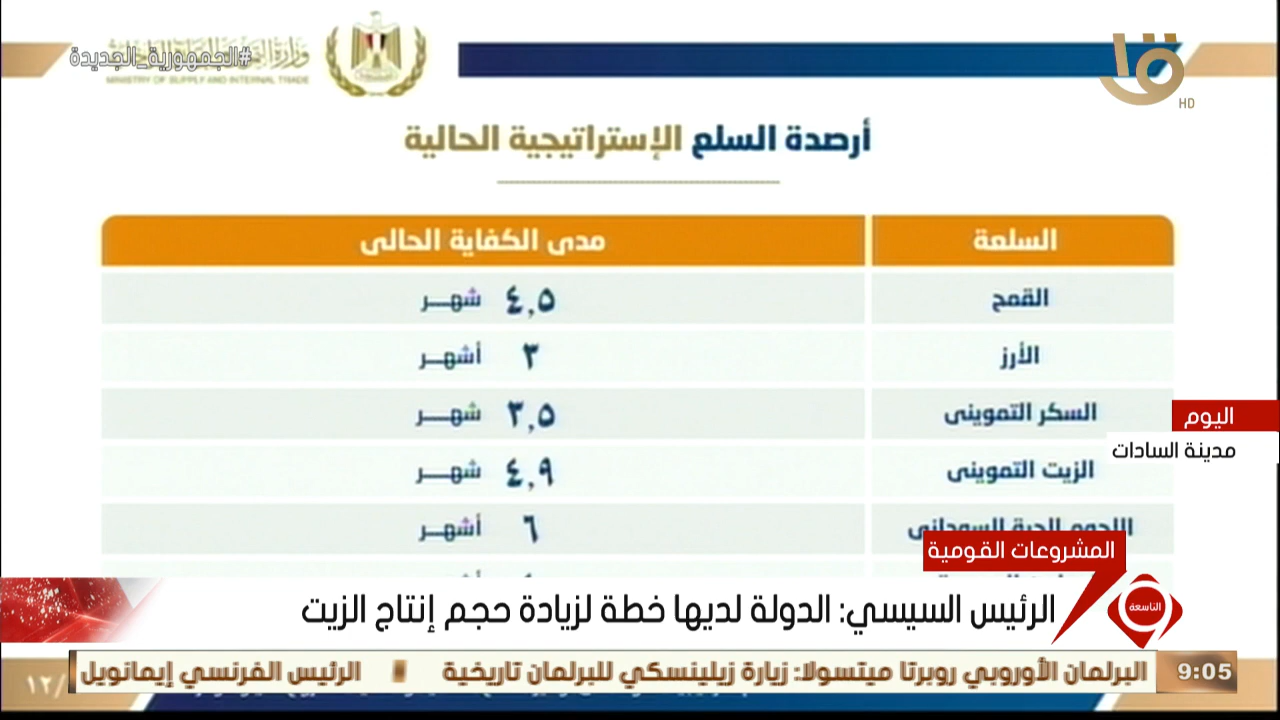 #الجمهورية_الجديدة
MINISTRY OF SUPPLY AND INTERNAL TRADE
HD
أرصدة السلع الإستراتيجية الحالية
السلعة مدى الكفاية الحالى
القمح ٤,٥ شهر
الأرز ٣ أشهر
السكر التموينى ٣,٥ شهر
الزيت التموينى ٤,٩ شهر
اللحوم الحية السودانى ٦ أشهر
اليوم
مدينة السادات
المشروعات القومية
التاسعة
الرئيس السيسي: الدولة لديها خطة لزيادة حجم إنتاج الزيت
9:05 البرلمان الأوروبي روبرتا ميتسولا: زيارة زيلينسكي للبرلمان تاريخية الرئيس الفرنسي إيمانويل